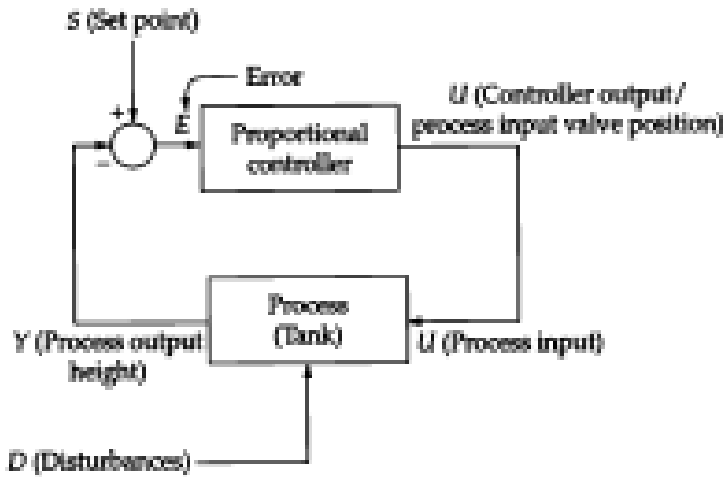 S (Set point)
Error
U (Controller output/
process input valve position)
+
E
−
Proportional
controller
Process
(Tank)
Y (Process output
height)
U (Process input)
D (Disturbances)